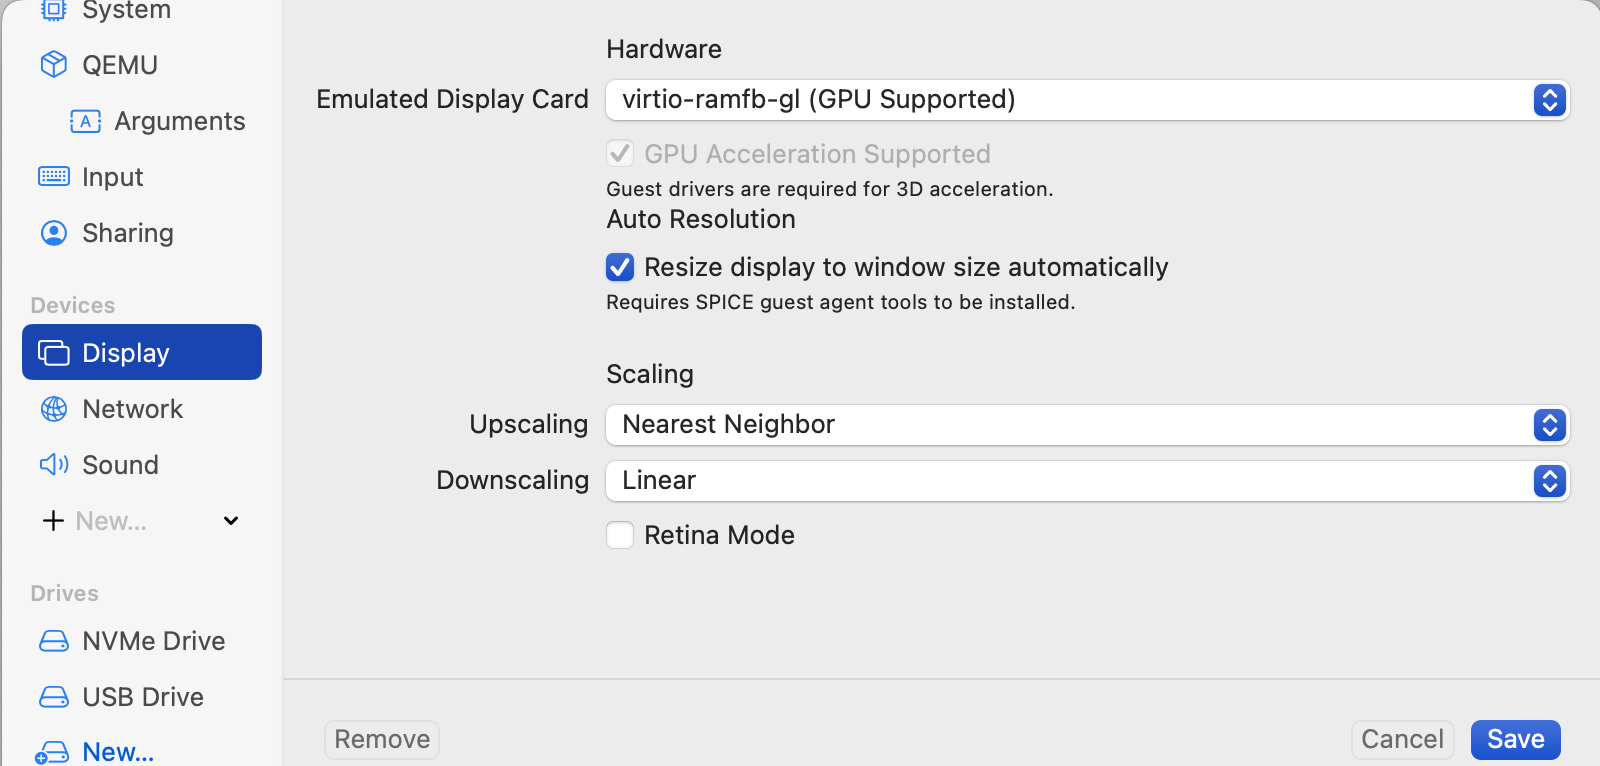 System
QEMU
A
Arguments
Input
Sharing
Devices
Display
Network
Sound
New...
Drives
NVMe Drive
USB Drive
New...
Hardware
Emulated Display Card virtio-ramfb-gl (GPU Supported)
GPU Acceleration Supported
Guest drivers are required for 3D acceleration.
Auto Resolution
Resize display to window size automatically
Requires SPICE guest agent tools to be installed.
Scaling
Upscaling Nearest Neighbor
Downscaling Linear
Retina Mode
Remove Cancel Save